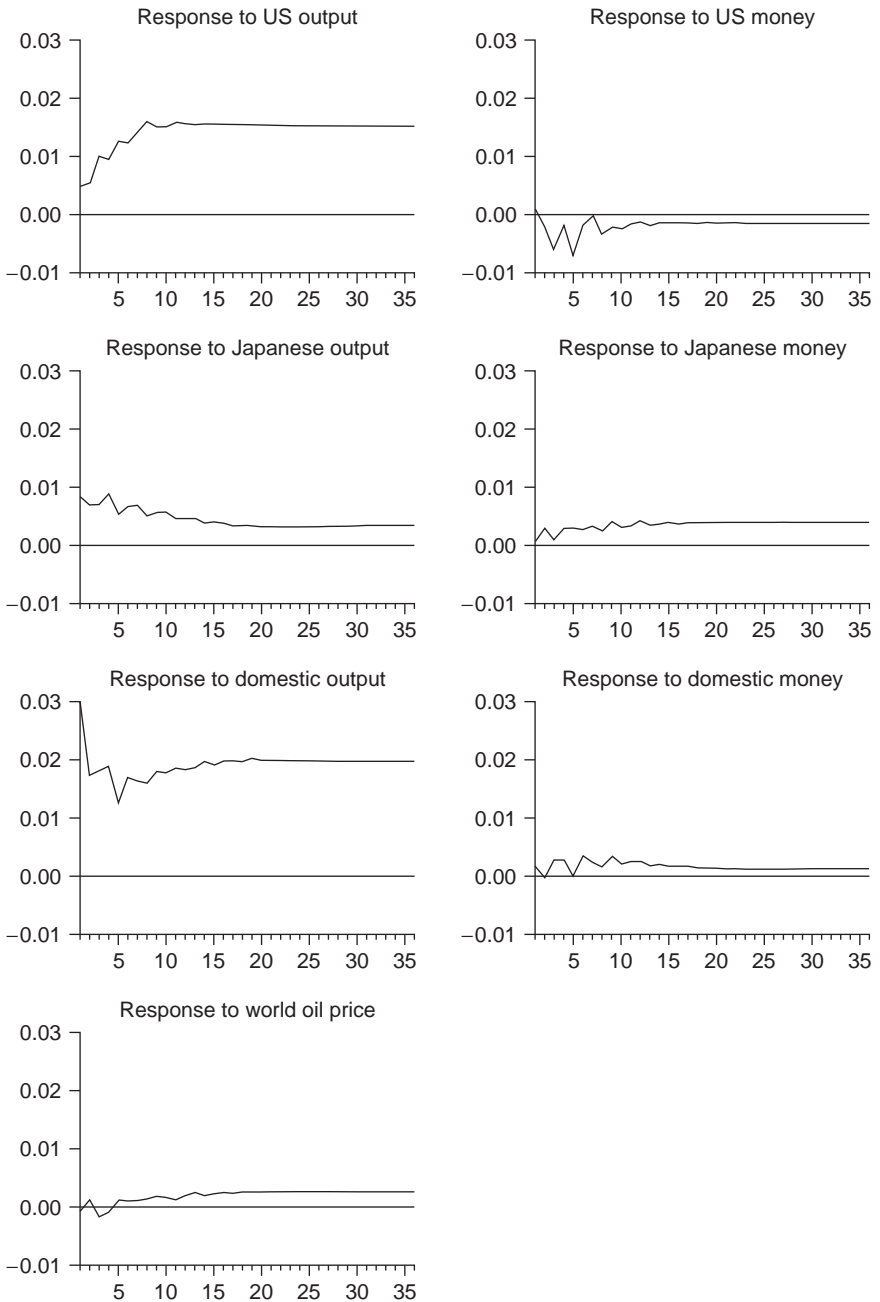 Response to US output
0.03
0.02
0.01
0.00
−0.01
5 10 15 20 25 30 35
Response to US money
0.03
0.02
0.01
0.00
−0.01
5 10 15 20 25 30 35
Response to Japanese output
0.03
0.02
0.01
0.00
−0.01
5 10 15 20 25 30 35
Response to Japanese money
0.03
0.02
0.01
0.00
−0.01
5 10 15 20 25 30 35
Response to domestic output
0.03
0.02
0.01
0.00
−0.01
5 10 15 20 25 30 35
Response to domestic money
0.03
0.02
0.01
0.00
−0.01
5 10 15 20 25 30 35
Response to world oil price
0.03
0.02
0.01
0.00
−0.01
5 10 15 20 25 30 35